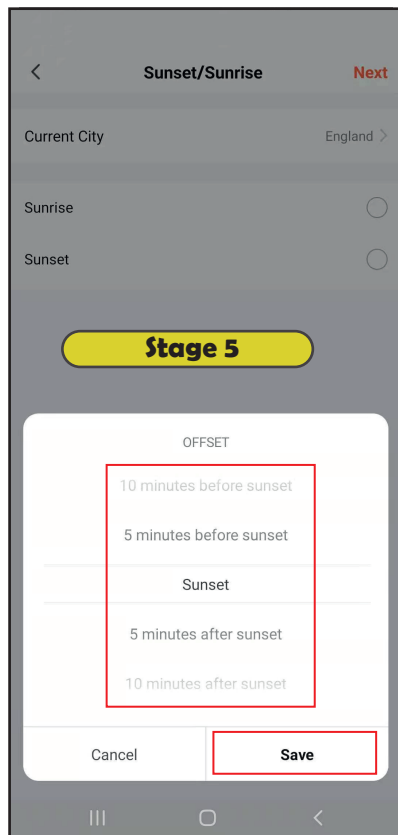 Sunset/Sunrise Next
Current City England
Sunrise
Sunset
Stage 5
OFFSET
10 minutes before sunset
5 minutes before sunset
Sunset
5 minutes after sunset
10 minutes after sunset
Cancel Save